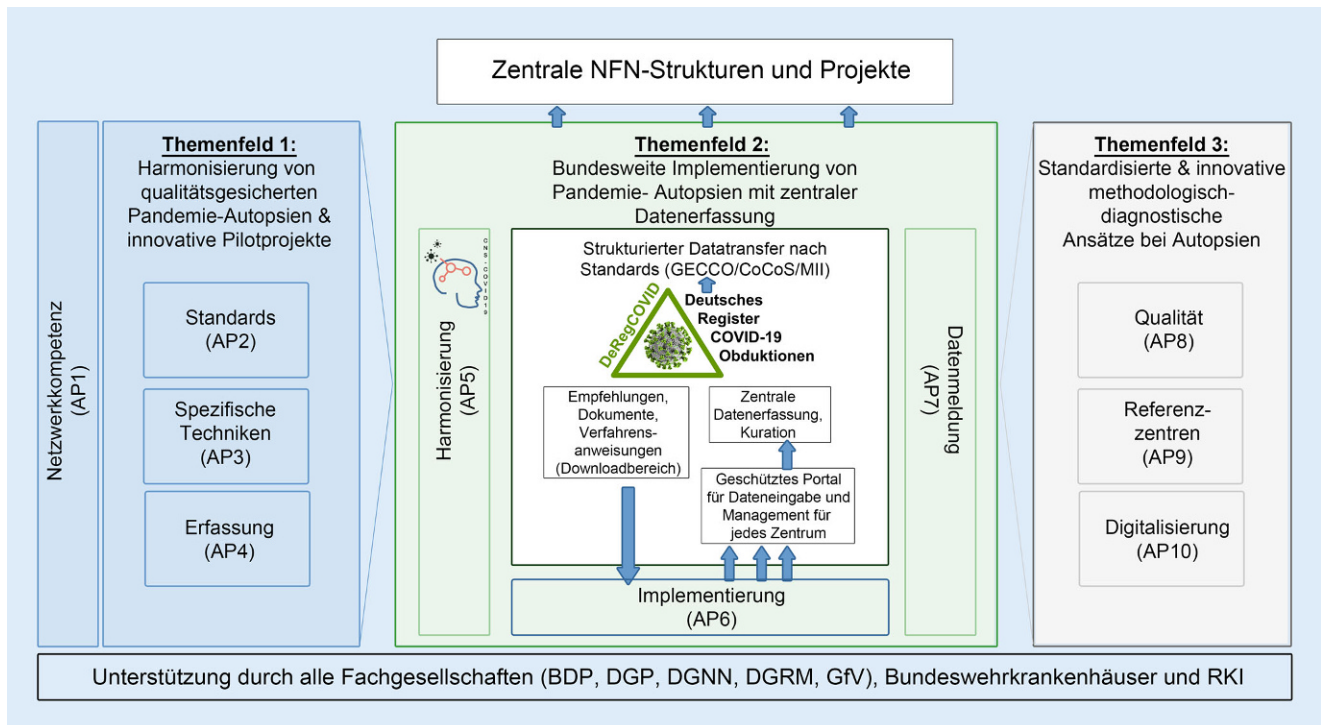 Zentrale NFN-Strukturen und Projekte
Netzwerkkompetenz
(AP1)
Themenfeld 1:
Harmonisierung von
qualitätsgesicherten
Pandemie-Autopsien &
innovative Pilotprojekte
Standards
(AP2)
Spezifische
Techniken
(AP3)
Erfassung
(AP4)
Themenfeld 2:
Bundesweite Implementierung von
Pandemie- Autopsien mit zentraler
Datenerfassung
CNS-COVID19
Harmonisierung
(AP5)
Strukturierter Datatransfer nach
Standards (GECCO/CoCoS/MII)
DeRegCOVID
Deutsches
Register
COVID-19
Obduktionen
Empfehlungen,
Dokumente,
Verfahrens-
anweisungen
(Downloadbereich)
Zentrale
Datenerfassung,
Kuration
Geschütztes Portal
für Dateneingabe und
Management für
jedes Zentrum
Implementierung
(AP6)
Datenmeldung
(AP7)
Themenfeld 3:
Standardisierte & innovative
methodologisch-
diagnostische
Ansätze bei Autopsien
Qualität
(AP8)
Referenz-
zentren
(AP9)
Digitalisierung
(AP10)
Unterstützung durch alle Fachgesellschaften (BDP, DGP, DGNN, DGRM, GfV), Bundeswehrkrankenhäuser und RKI